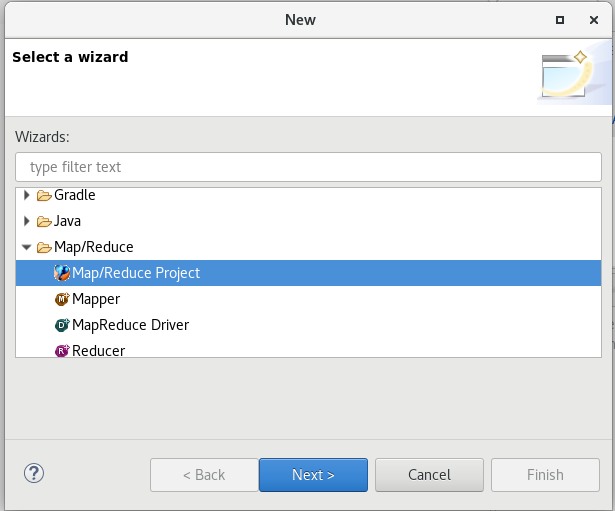 New
Select a wizard
Wizards:
type filter text
Gradle
Java
Map/Reduce
Map/Reduce Project
M Mapper
D MapReduce Driver
R Reducer
? < Back Next > Cancel Finish